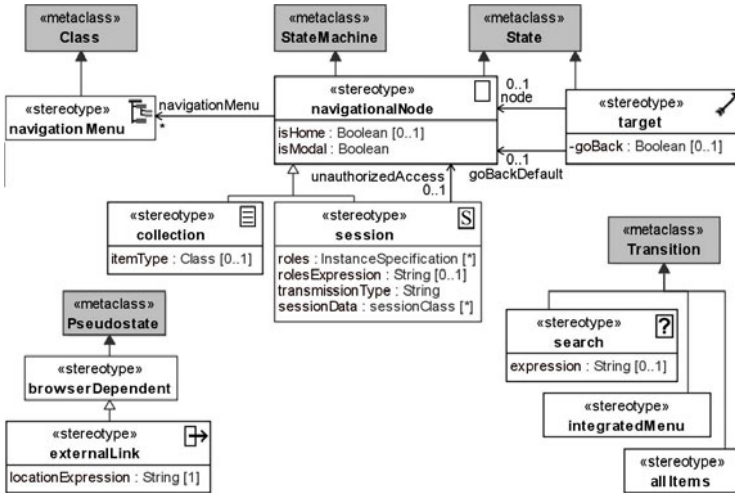 «metaclass»
Class
«metaclass»
StateMachine
«metaclass»
State
«stereotype»
navigation Menu
navigationMenu
*
«stereotype»
navigationalNode
isHome : Boolean [0..1]
isModal : Boolean
0..1
node
0..1
goBackDefault
«stereotype»
target
-goBack : Boolean [0..1]
unauthorizedAccess
0..1
«stereotype»
collection
itemType : Class [0..1]
«stereotype»
S
session
roles : InstanceSpecification [*]
rolesExpression : String [0..1]
transmissionType : String
sessionData : sessionClass [*]
«metaclass»
Transition
«metaclass»
Pseudostate
«stereotype»
browserDependent
«stereotype»
externalLink
locationExpression : String [1]
«stereotype»
?
search
expression : String [0..1]
«stereotype»
integratedMenu
«stereotype»
all Items